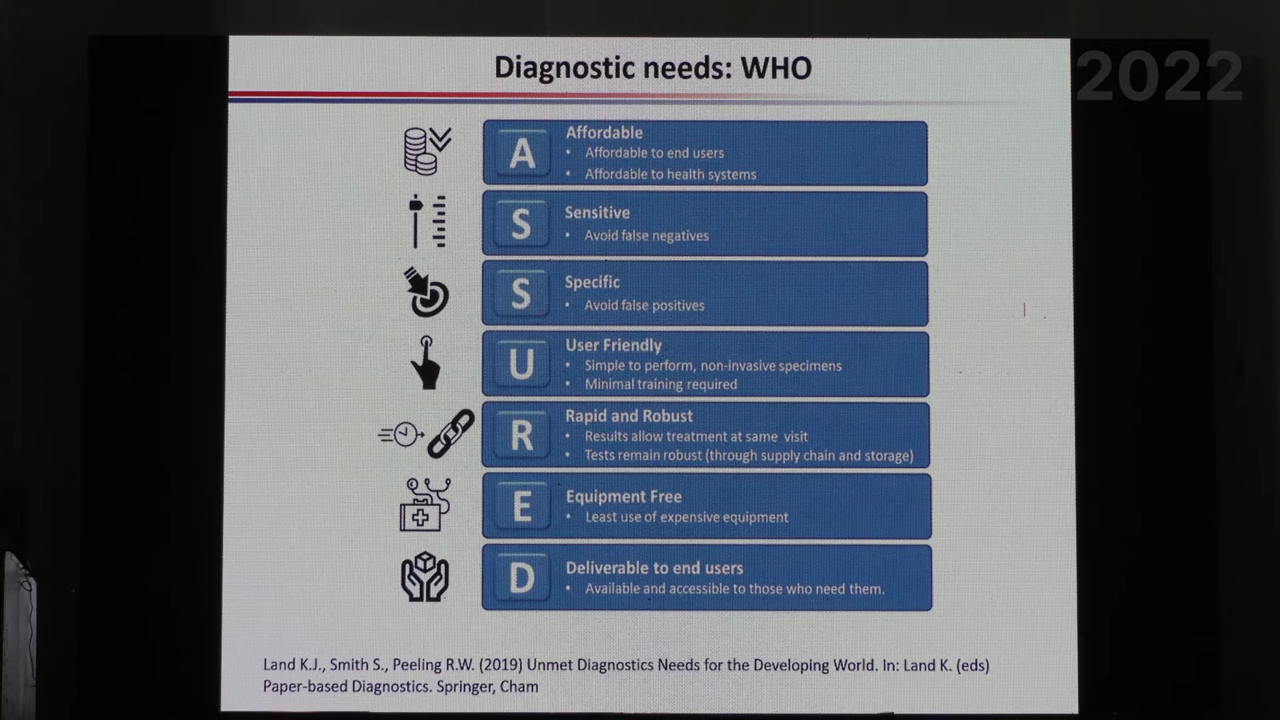 Diagnostic needs: WHO
2022
A
Affordable
• Affordable to end users
• Affordable to health systems
S
Sensitive
• Avoid false negatives
S
Specific
• Avoid false positives
U
User Friendly
• Simple to perform, non-invasive specimens
• Minimal training required
R
Rapid and Robust
• Results allow treatment at same visit
• Tests remain robust (through supply chain and storage)
E
Equipment Free
• Least use of expensive equipment
D
Deliverable to end users
• Available and accessible to those who need them.
Land K.J., Smith S., Peeling R.W. (2019) Unmet Diagnostics Needs for the Developing World. In: Land K. (eds)
Paper-based Diagnostics. Springer, Cham